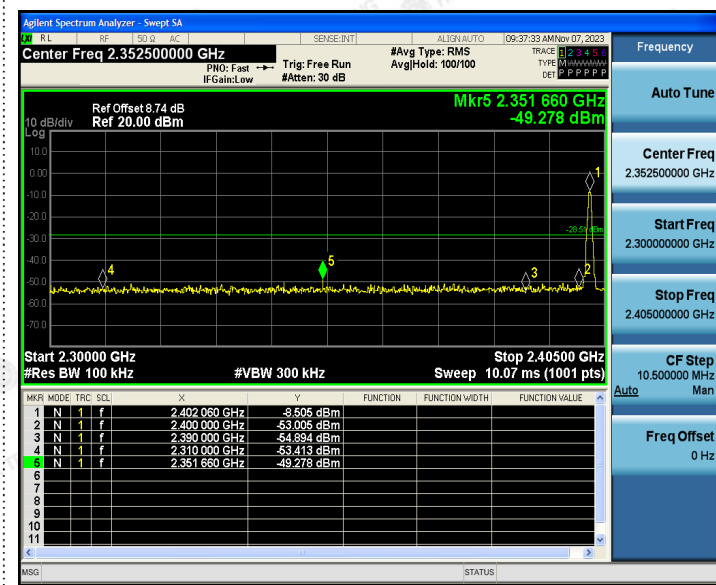 Agilent Spectrum Analyzer - Swept SA
LXI RL RF 50 Ω AC SENSE:INT ALIGN AUTO 09:37:33 AM Nov 07, 2023
Center Freq 2.352500000 GHz
PNO: Fast
IFGain:Low
Trig: Free Run
#Atten: 30 dB
#Avg Type: RMS
Avg|Hold: 100/100
TRACE 1 2 3 4 5 6
TYPE M
DET P P P P P P
Frequency
Auto Tune
Center Freq
2.352500000 GHz
Start Freq
2.300000000 GHz
Stop Freq
2.405000000 GHz
CF Step
10.500000 MHz
Auto Man
Freq Offset
0 Hz
Mkr5 2.351 660 GHz
-49.278 dBm
Ref Offset 8.74 dB
10 dB/div Ref 20.00 dBm
Log
10.0
0.00
-10.0
-20.0
-30.0
-40.0
-50.0
-60.0
-70.0
1
2
3
4
5
Start 2.30000 GHz Stop 2.40500 GHz
#Res BW 100 kHz #VBW 300 kHz Sweep 10.07 ms (1001 pts)
MKR MODE TRC SCL X Y FUNCTION FUNCTION WIDTH FUNCTION VALUE
1 N 1 f 2.402 060 GHz -8.505 dBm
2 N 1 f 2.400 000 GHz -53.005 dBm
3 N 1 f 2.390 000 GHz -54.894 dBm
4 N 1 f 2.310 000 GHz -53.413 dBm
5 N 1 f 2.351 660 GHz -49.278 dBm
6
7
8
9
10
11
MSG STATUS